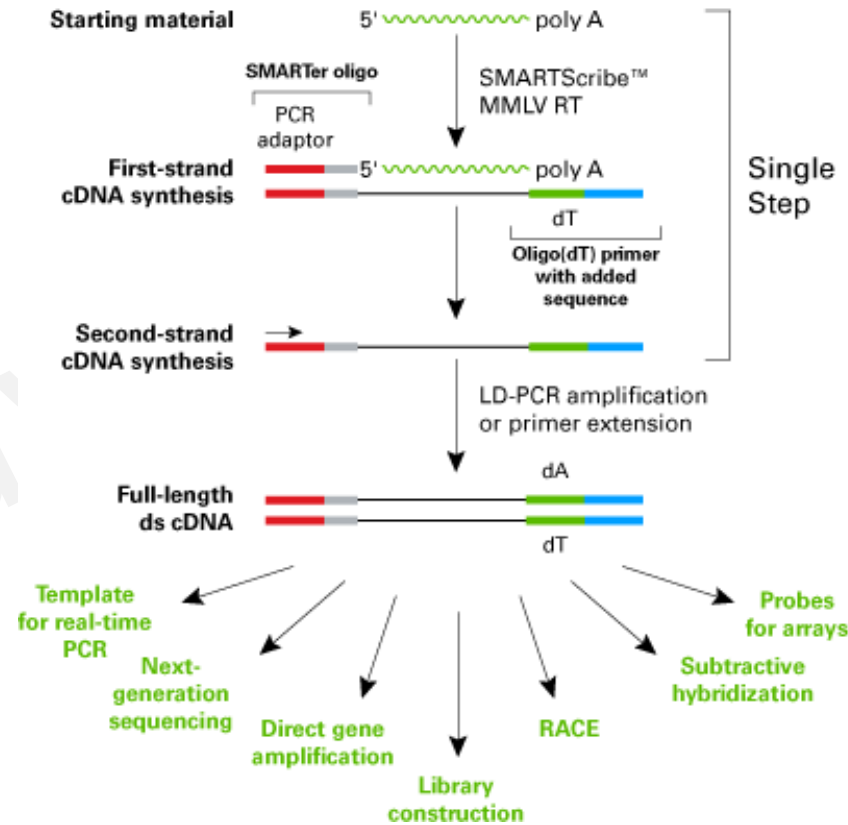 Starting material
5'
poly A
SMARTer oligo
SMARTScribe™
MMLV RT
PCR
adaptor
First-strand
cDNA synthesis
5'
poly A
Single
Step
dT
Oligo(dT) primer
with added
sequence
Second-strand
cDNA synthesis
LD-PCR amplification
or primer extension
dA
Full-length
ds cDNA
dT
Template
for real-time
PCR
Next-
generation
sequencing
Direct gene
amplification
Library
construction
RACE
Subtractive
hybridization
Probes
for arrays